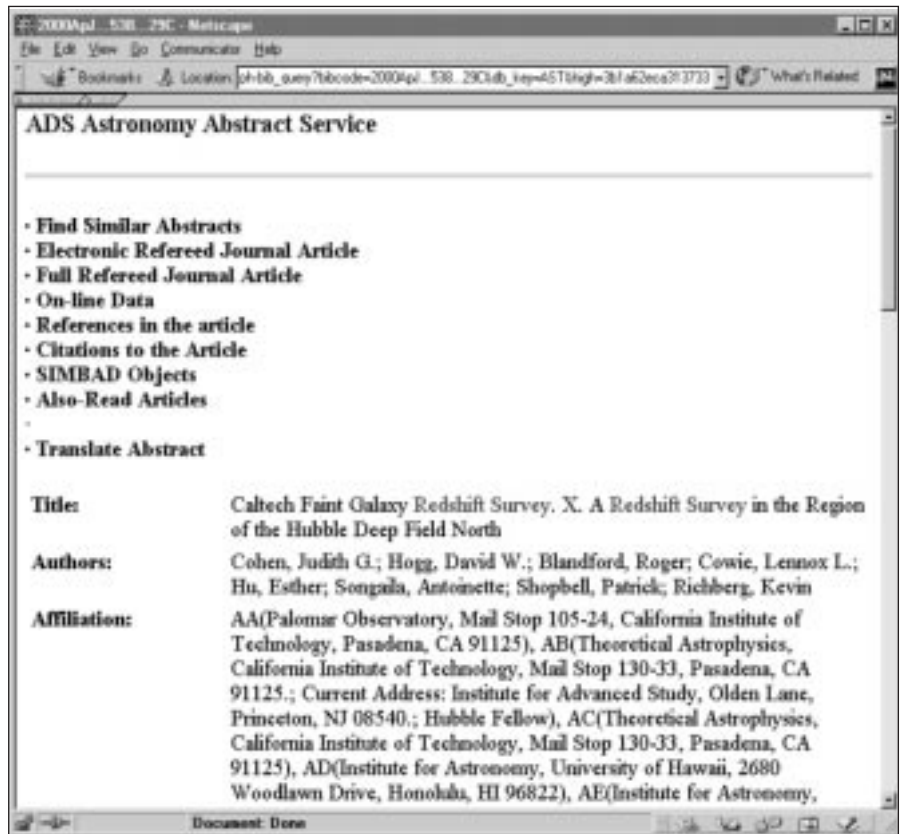 2000ApJ...538...29C - Netscape
File Edit View Go Communicator Help
Bookmarks Location: ph-bib_query?bibcode=2000ApJ...538...29C&db_key=AST&high=3b1a62eca313733 What's Related
ADS Astronomy Abstract Service
· Find Similar Abstracts
· Electronic Refereed Journal Article
· Full Refereed Journal Article
· On-line Data
· References in the article
· Citations to the Article
· SIMBAD Objects
· Also-Read Articles
·
· Translate Abstract
Title: Caltech Faint Galaxy Redshift Survey. X. A Redshift Survey in the Region
of the Hubble Deep Field North
Authors: Cohen, Judith G.; Hogg, David W.; Blandford, Roger; Cowie, Lennox L.;
Hu, Esther; Songaila, Antoinette; Shopbell, Patrick; Richberg, Kevin
Affiliation: AA(Palomar Observatory, Mail Stop 105-24, California Institute of
Technology, Pasadena, CA 91125), AB(Theoretical Astrophysics,
California Institute of Technology, Mail Stop 130-33, Pasadena, CA
91125.; Current Address: Institute for Advanced Study, Olden Lane,
Princeton, NJ 08540.; Hubble Fellow), AC(Theoretical Astrophysics,
California Institute of Technology, Mail Stop 130-33, Pasadena, CA
91125), AD(Institute for Astronomy, University of Hawaii, 2680
Woodlawn Drive, Honolulu, HI 96822), AE(Institute for Astronomy,
Document: Done